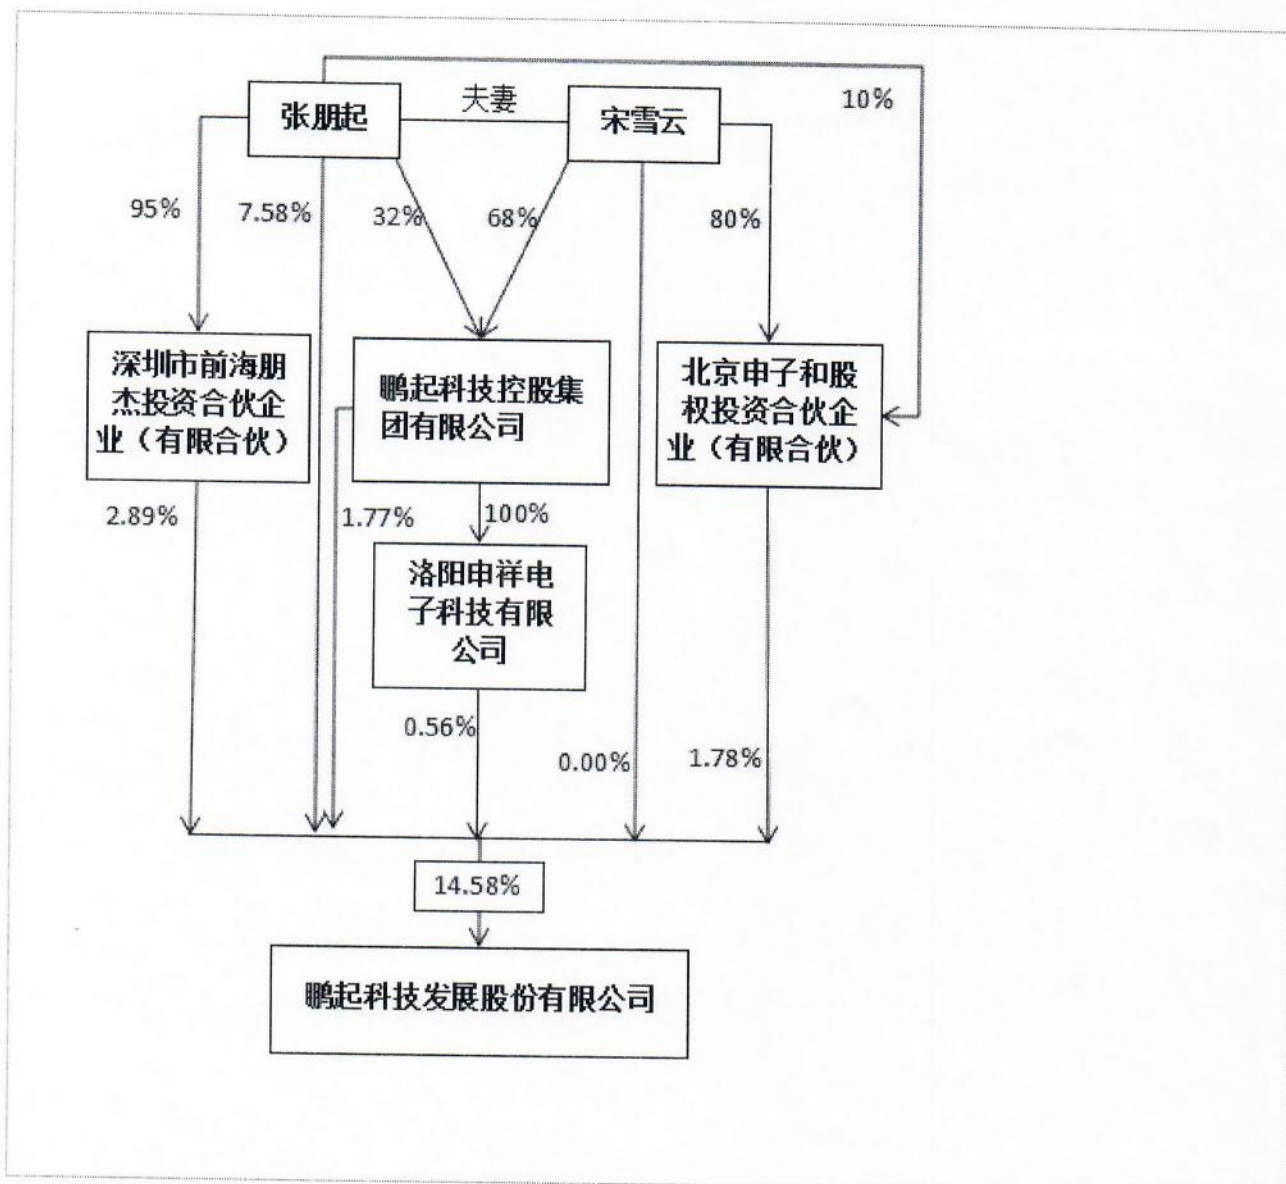 10%
张朋起
夫妻
宋雪云
95%
7.58%
32%
68%
80%
深圳市前海朋
杰投资合伙企
业（有限合伙）
鹏起科技控股集
团有限公司
北京申子和股
权投资合伙企
业（有限合伙）
2.89%
1.77%
100%
洛阳申祥电
子科技有限
公司
0.56%
0.00%
1.78%
14.58%
鹏起科技发展股份有限公司